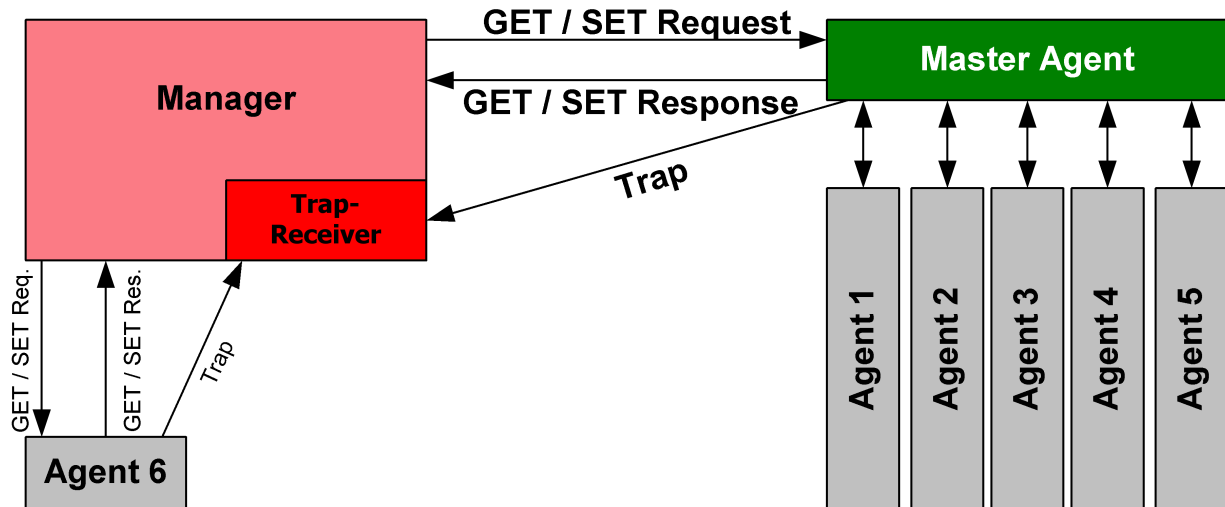 GET / SET Request
Master Agent
Manager
GET / SET Response
Trap
Trap-
Receiver
GET / SET Req.
GET / SET Res.
Trap
Agent 1
Agent 2
Agent 3
Agent 4
Agent 5
Agent 6